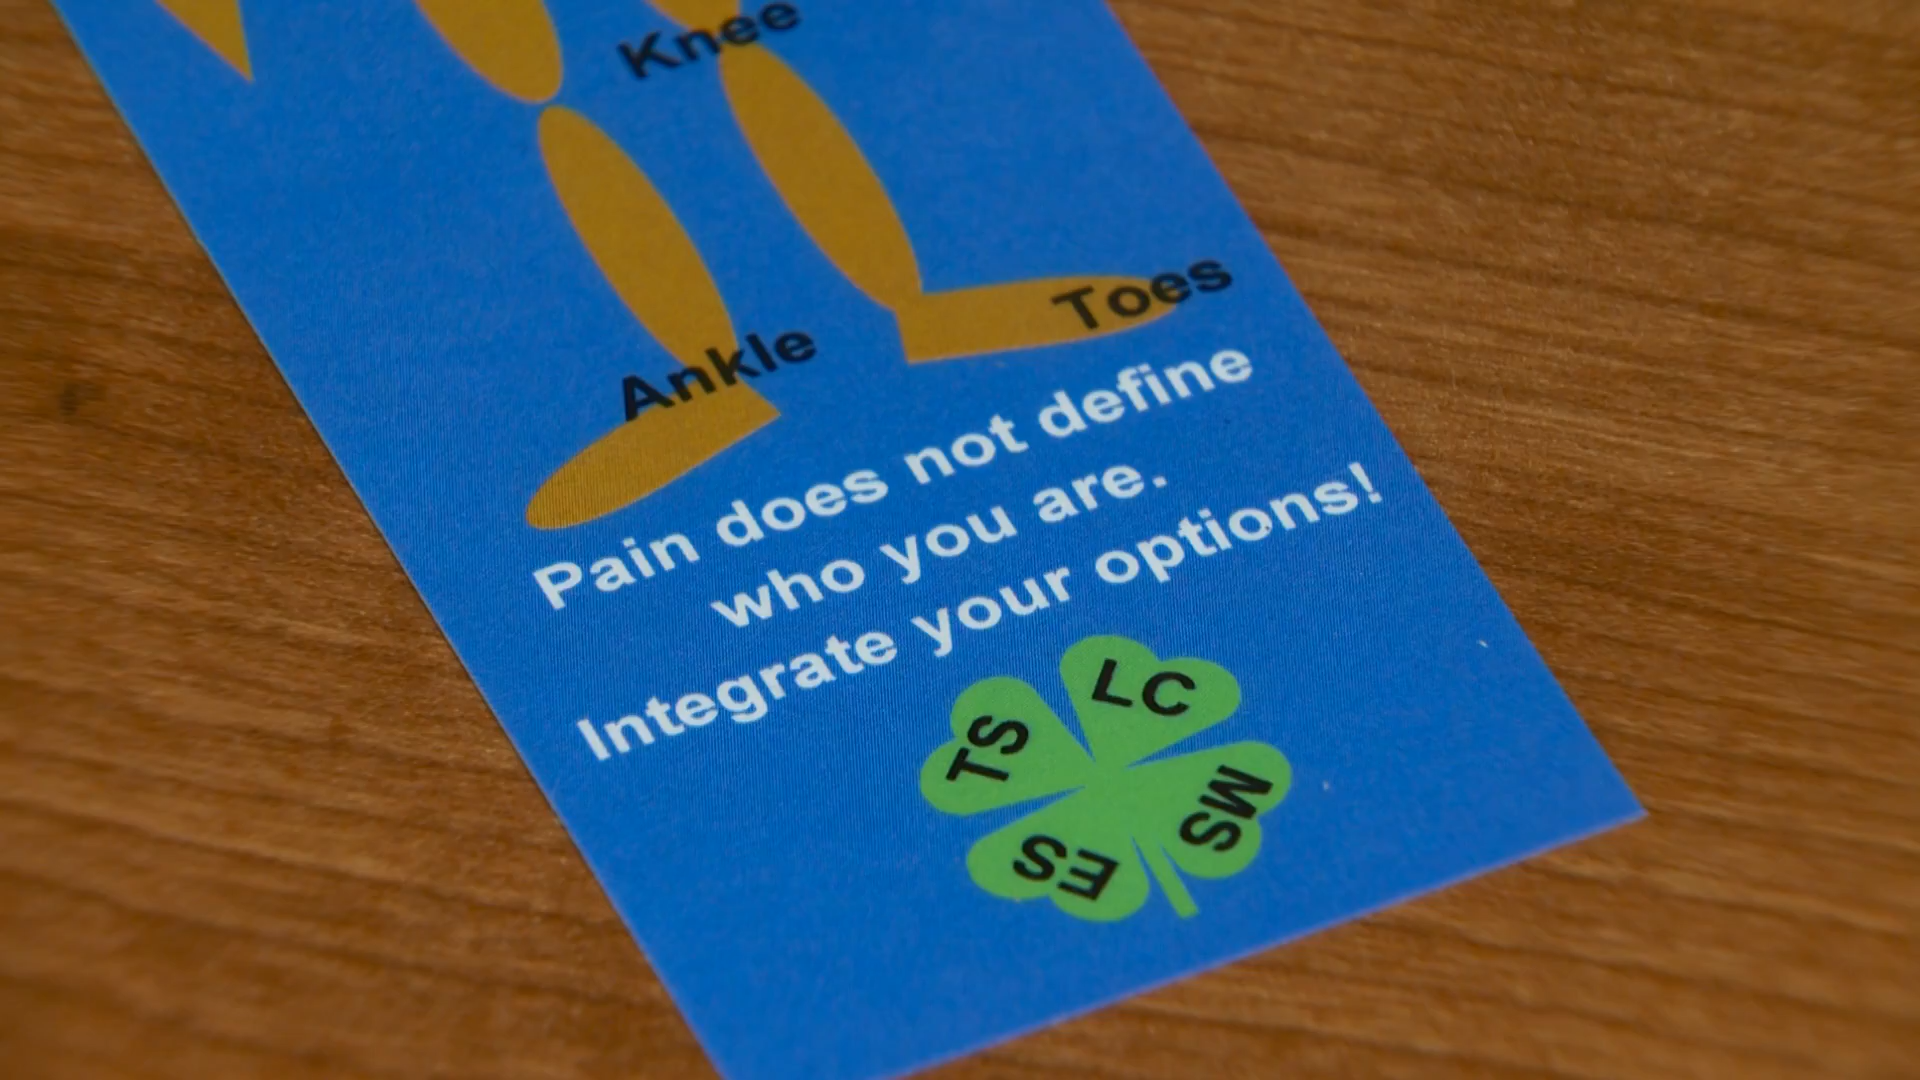 Knee
Toes
Ankle
Pain does not define
who you are.
Integrate your options!
TS
LC
MS
ES